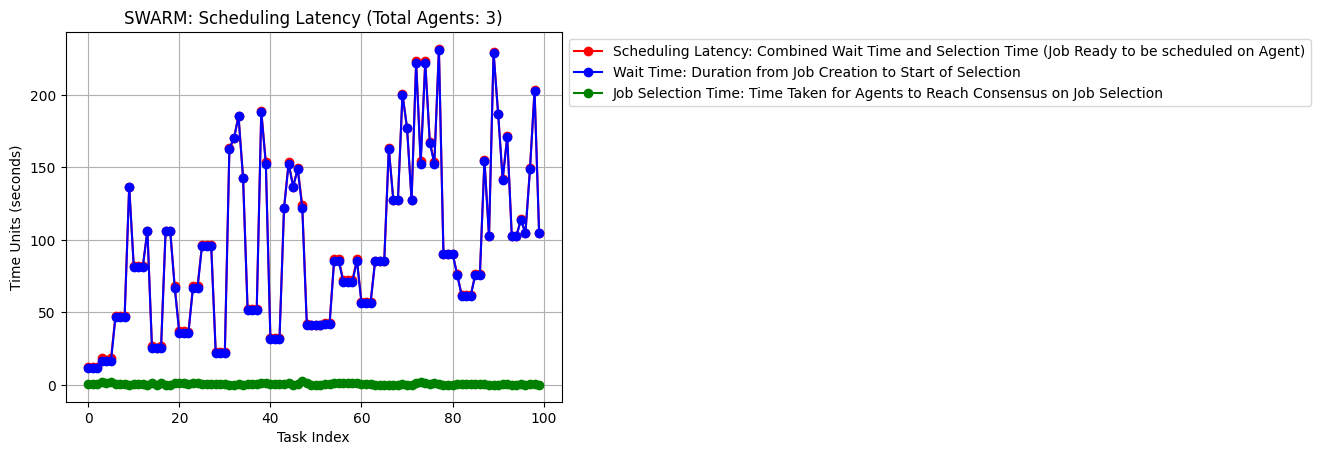 SWARM: Scheduling Latency (Total Agents: 3)
Scheduling Latency: Combined Wait Time and Selection Time (Job Ready to be scheduled on Agent)
Wait Time: Duration from Job Creation to Start of Selection
Job Selection Time: Time Taken for Agents to Reach Consensus on Job Selection
Time Units (seconds)
200
150
100
50
0
0 20 40 60 80 100
Task Index